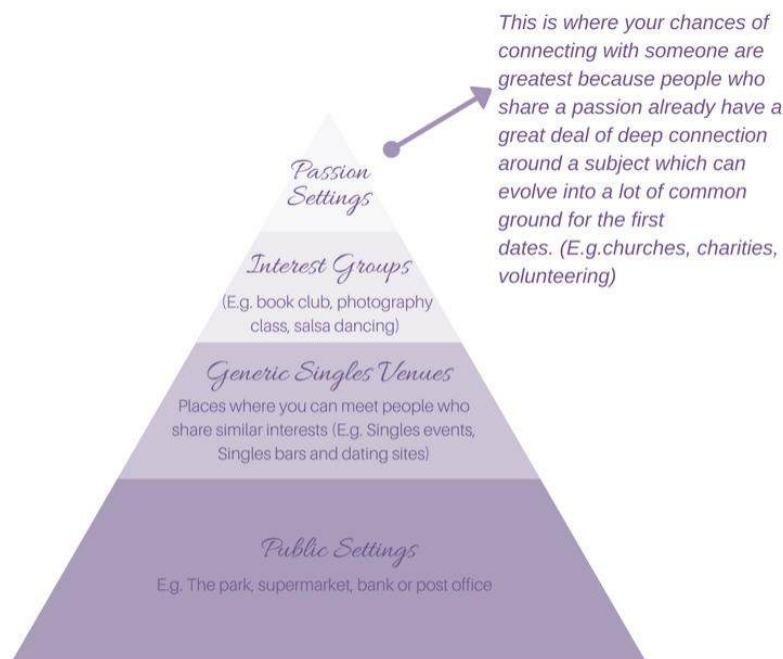 This is where your chances of
connecting with someone are
greatest because people who
share a passion already have a
great deal of deep connection
around a subject which can
evolve into a lot of common
ground for the first
dates. (E.g.churches, charities,
volunteering)
Passion
Settings
Interest Groups
(E.g. book club, photography
class, salsa dancing)
Generic Singles Venues
Places where you can meet people who
share similar interests (E.g. Singles events,
Singles bars and dating sites)
Public Settings
E.g. The park, supermarket, bank or post office